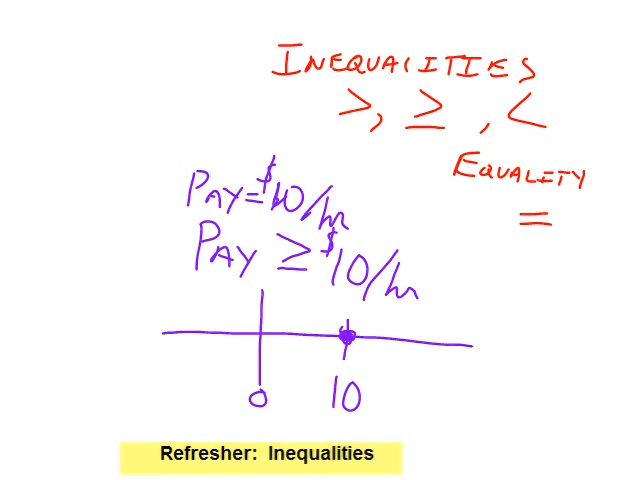 INEQUALITIES
>, ≥, <
EQUALITY
=
PAY=$10/hr
PAY ≥ $10/hr
0 10
Refresher: Inequalities